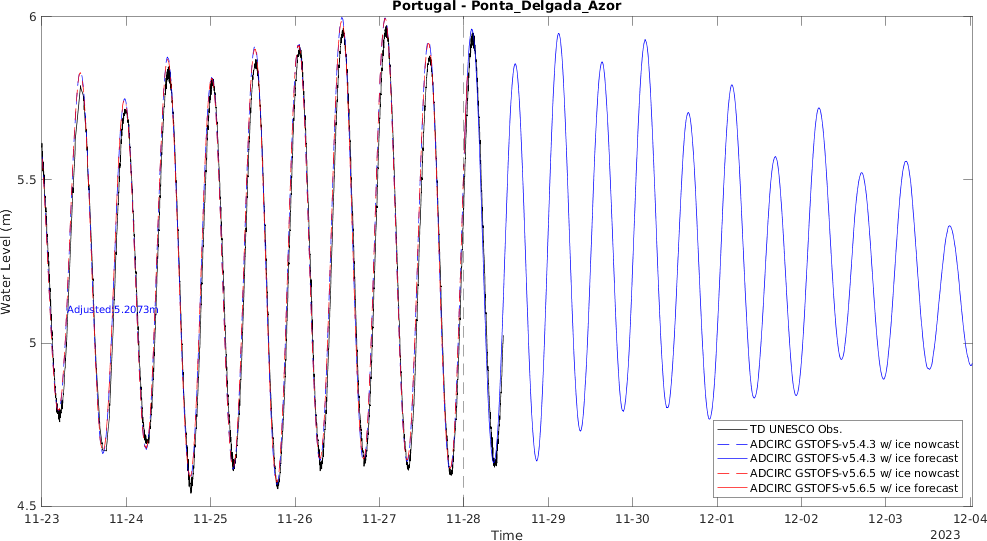 Portugal - Ponta_Delgada_Azor
6
5.5
5
4.5
Water Level (m)
Adjusted:5.2073m
TD UNESCO Obs.
ADCIRC GSTOFS-v5.4.3 w/ ice nowcast
ADCIRC GSTOFS-v5.4.3 w/ ice forecast
ADCIRC GSTOFS-v5.6.5 w/ ice nowcast
ADCIRC GSTOFS-v5.6.5 w/ ice forecast
11-23 11-24 11-25 11-26 11-27 11-28 11-29 11-30 12-01 12-02 12-03 12-04
Time
2023